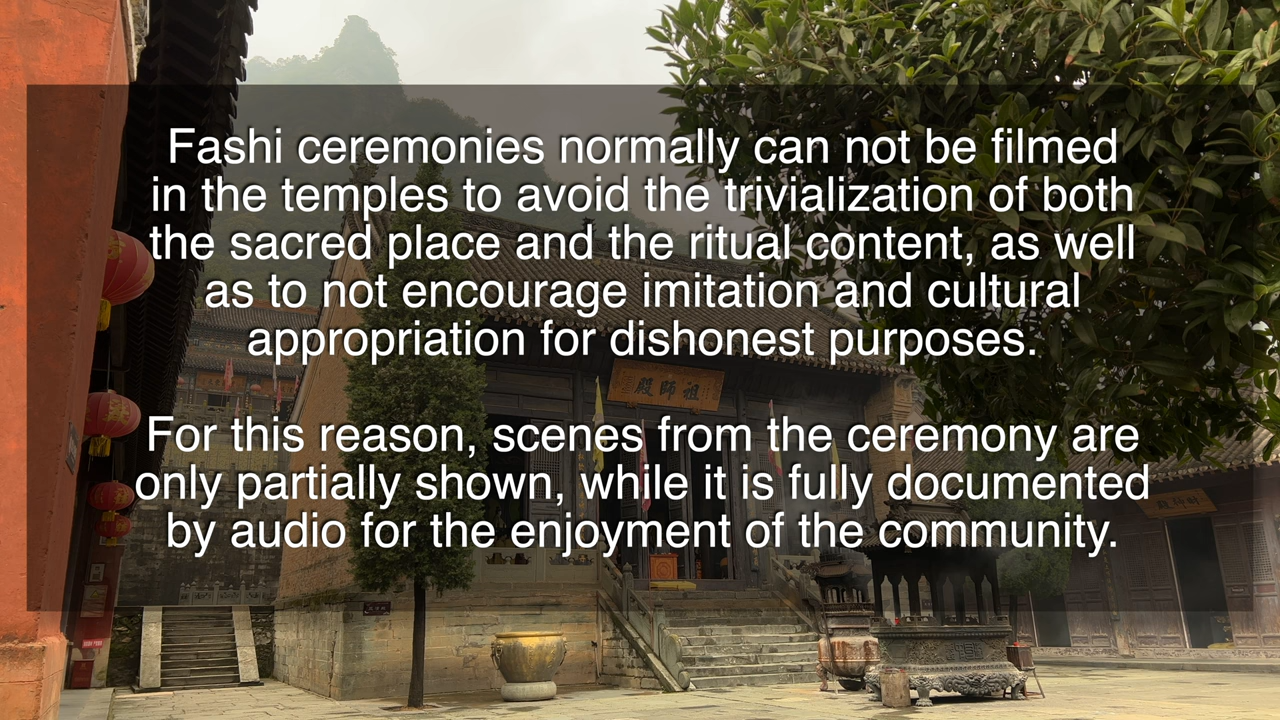 Fashi ceremonies normally can not be filmed
in the temples to avoid the trivialization of both
the sacred place and the ritual content, as well
as to not encourage imitation and cultural
appropriation for dishonest purposes.
For this reason, scenes from the ceremony are
only partially shown, while it is fully documented
by audio for the enjoyment of the community.
殿師祖